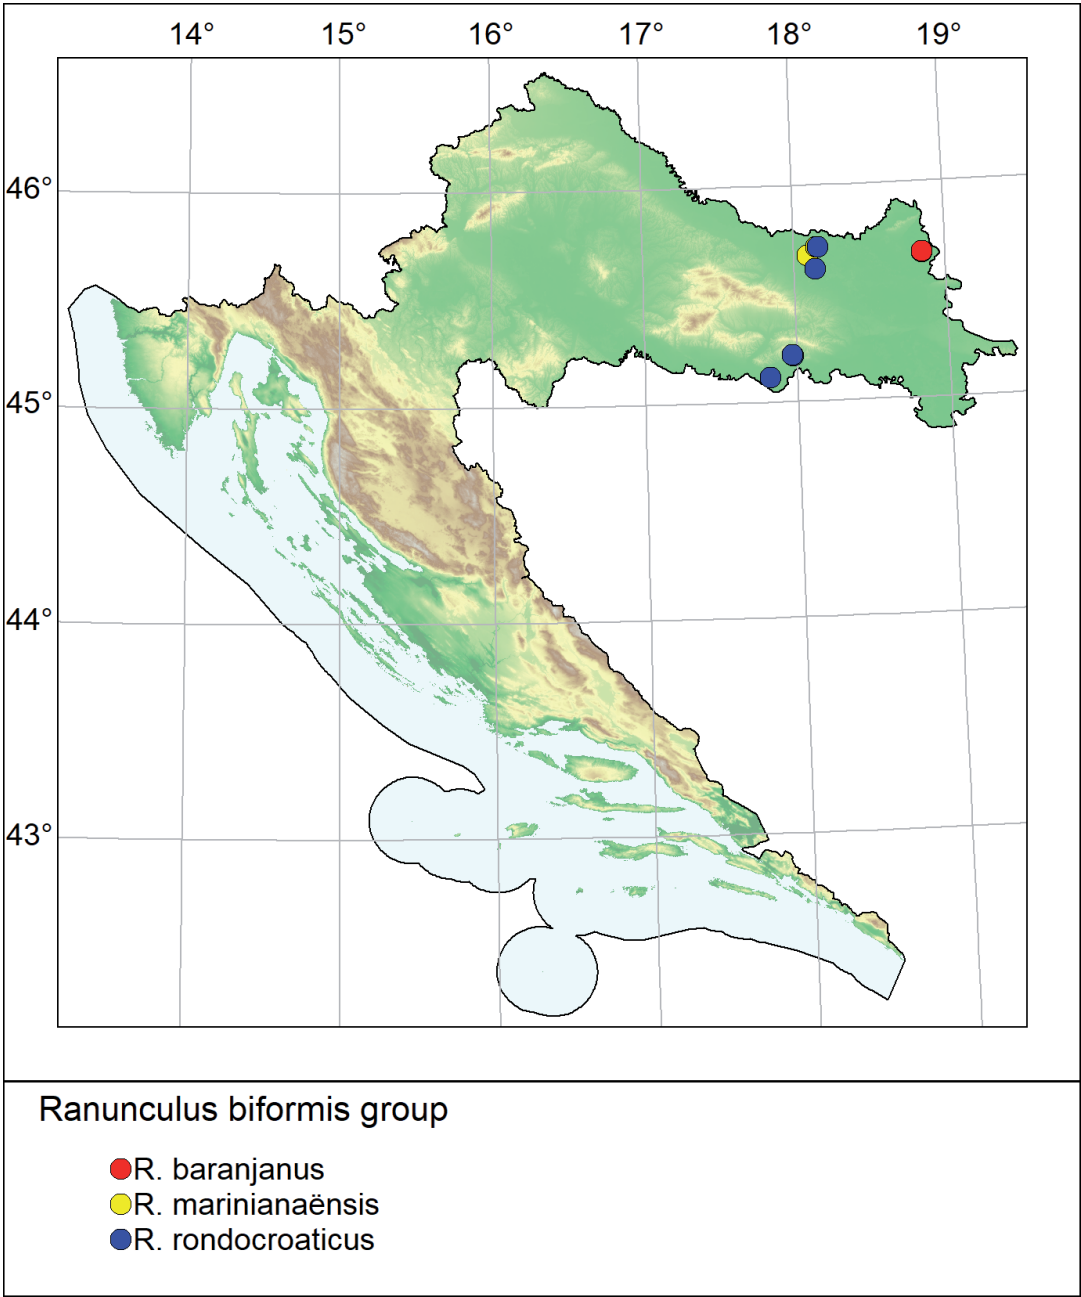 14° 15° 16° 17° 18° 19°
46°
45°
44°
43°
Ranunculus biformis group
R. baranjanus
R. marinianaënsis
R. rondocroaticus